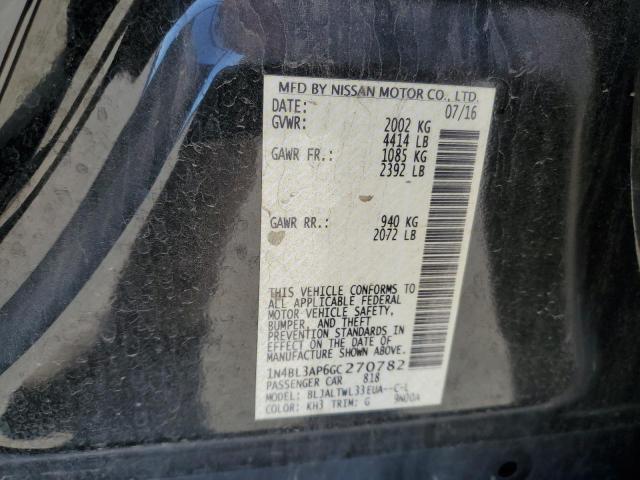 MFD BY NISSAN MOTOR CO., LTD.
DATE: 07/16
GVWR: 2002 KG
4414 LB
GAWR FR.: 1085 KG
2392 LB
GAWR RR.: 940 KG
2072 LB
THIS VEHICLE CONFORMS TO
ALL APPLICABLE FEDERAL
MOTOR VEHICLE SAFETY,
BUMPER, AND THEFT
PREVENTION STANDARDS IN
EFFECT ON THE DATE OF
MANUFACTURE SHOWN ABOVE.
1N4BL3AP6GC270782
PASSENGER CAR 818
MODEL: BLJALTWL33EUA--C-L
COLOR: KH3 TRIM: G 9N00A